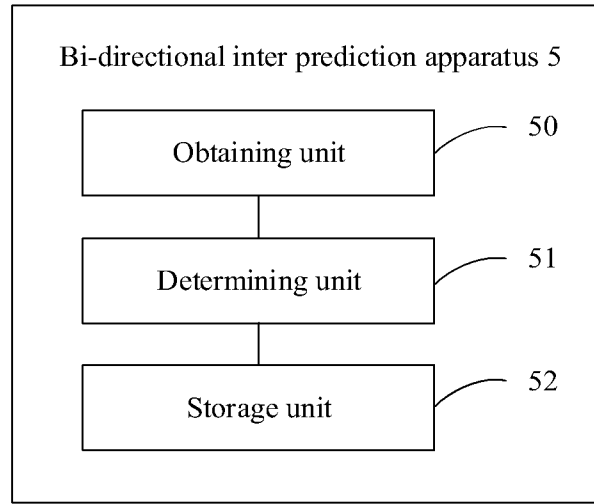 Bi-directional inter prediction apparatus 5
Obtaining unit
50
Determining unit
51
Storage unit
52